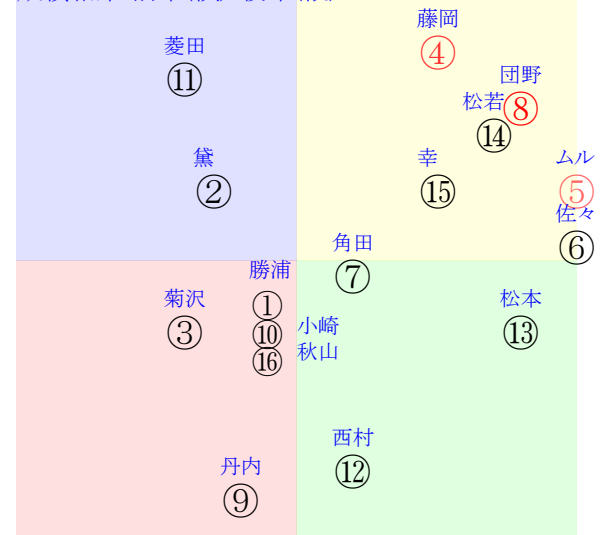 藤岡
④
菱田
⑪
団野
⑧
松若
⑭
黛
②
幸
⑮
ムル
⑤
佐々
⑥
角田
⑦
勝浦
①
菊沢
③
小崎
⑩
松本
⑬
秋山
⑯
西村
⑫
丹内
⑨